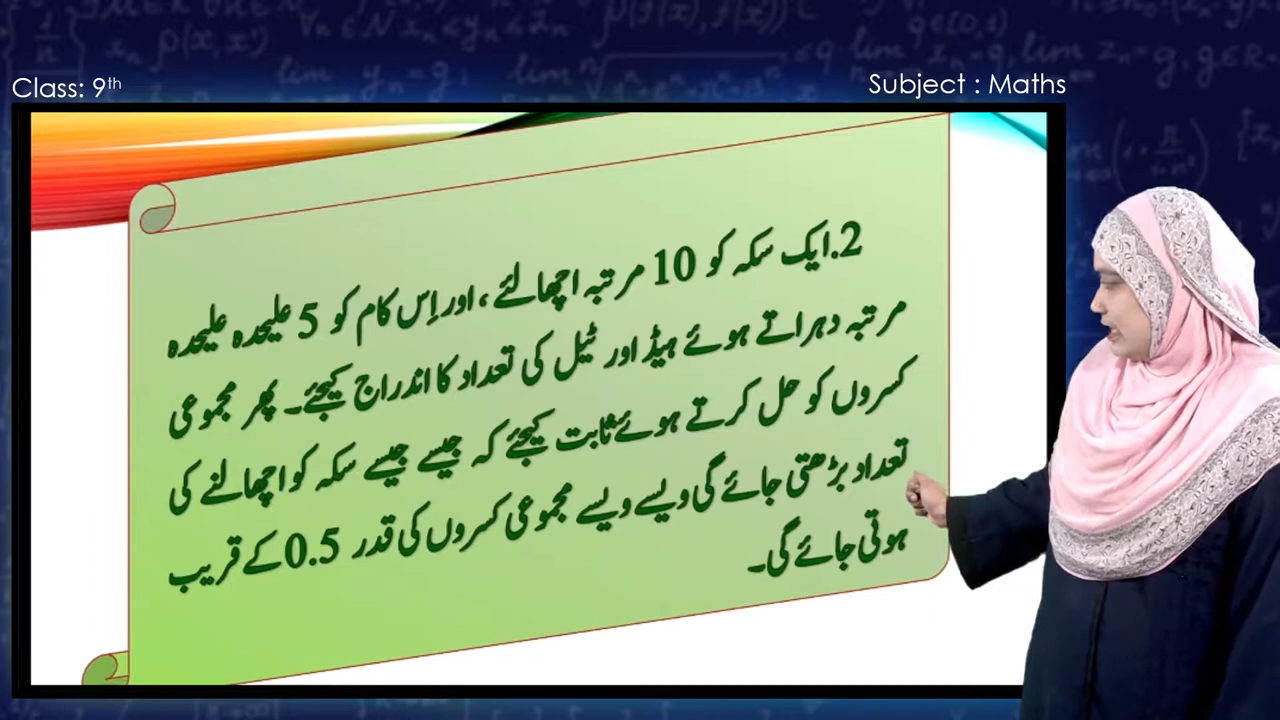 Class: 9th
Subject : Maths
2.ایک سکہ کو 10 مرتبہ اچھالئے ، اور اِس کام کو 5 علیحدہ علیحدہ
مرتبہ دہراتے ہوئے ہیڈ اور ٹیل کی تعداد کا اندراج کیجئے۔ پھر مجموعی
کسروں کو حل کرتے ہوئے ثابت کیجئے کہ جیسے جیسے سکہ کو اچھالنے کی
تعداد بڑھتی جائے گی ویسے ویسے مجموعی کسروں کی قدر 0.5 کے قریب
ہوتی جائے گی۔